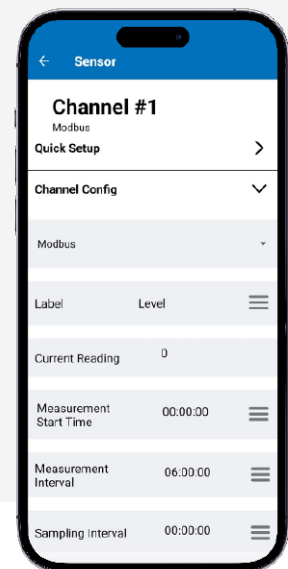 Sensor
Channel #1
Modbus
Quick Setup
Channel Config
Modbus
Label Level
Current Reading 0
Measurement
Start Time 00:00:00
Measurement
Interval 06:00:00
Sampling Interval 00:00:00